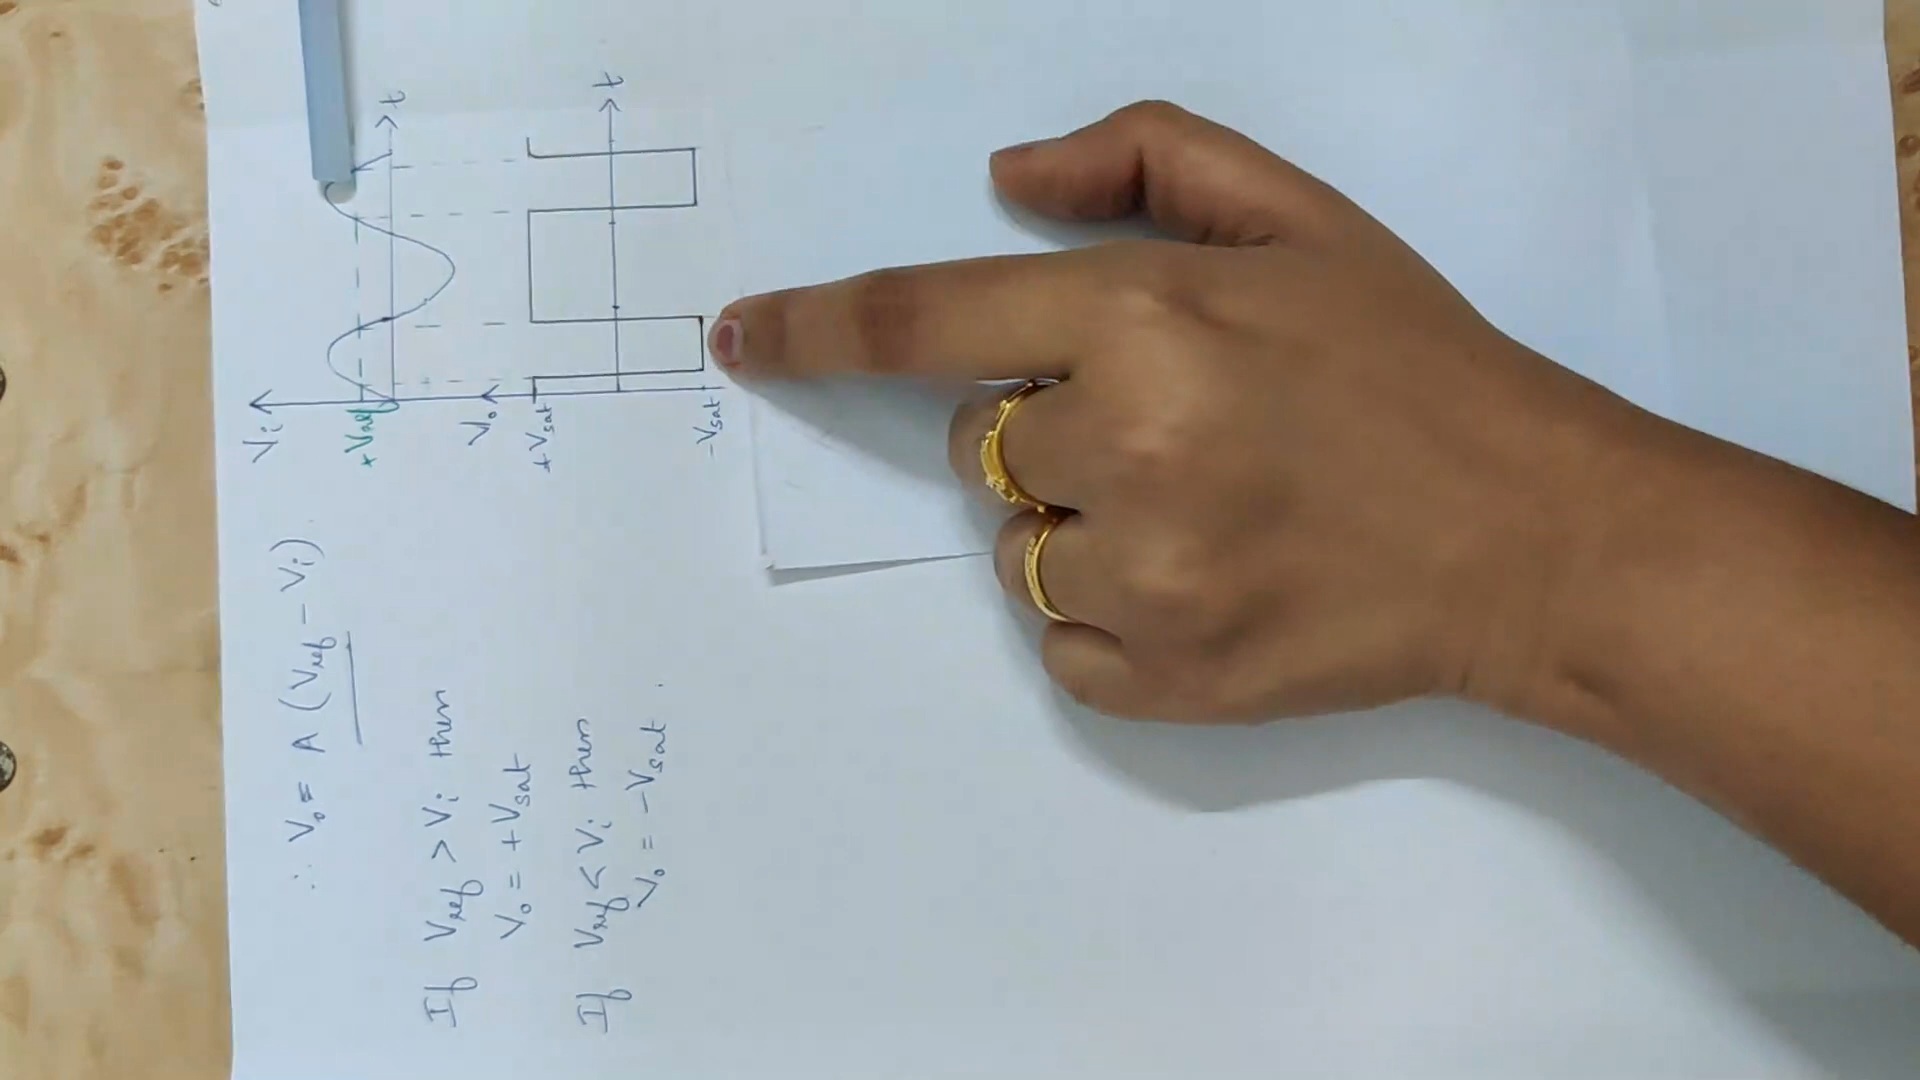 ∴ V₀ = A (Vref - Vi)
If Vref > Vi then
V₀ = + Vsat
If Vref < Vi then
V₀ = - Vsat.
Vi
+Vref
t
V₀
+Vsat
t
-Vsat